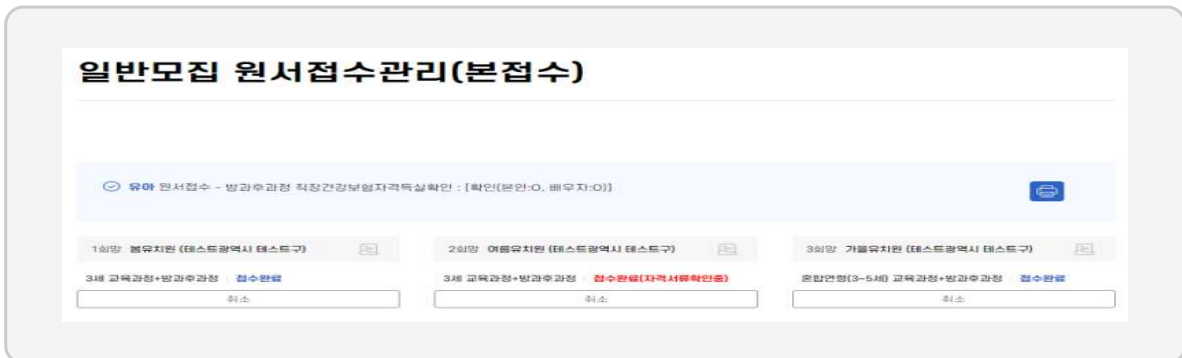 일반모집 원서접수관리(본접수)
유아 원서접수 - 방과후과정 직장건강보험자격득실확인 : [확인(본인:O, 배우자:O)]
1희망 봄유치원 (테스트광역시 테스트구)
3세 교육과정+방과후과정 접수완료
취소
2희망 여름유치원 (테스트광역시 테스트구)
3세 교육과정+방과후과정 접수완료(자격서류확인중)
취소
3희망 가을유치원 (테스트광역시 테스트구)
혼합연령(3~5세) 교육과정+방과후과정 접수완료
취소